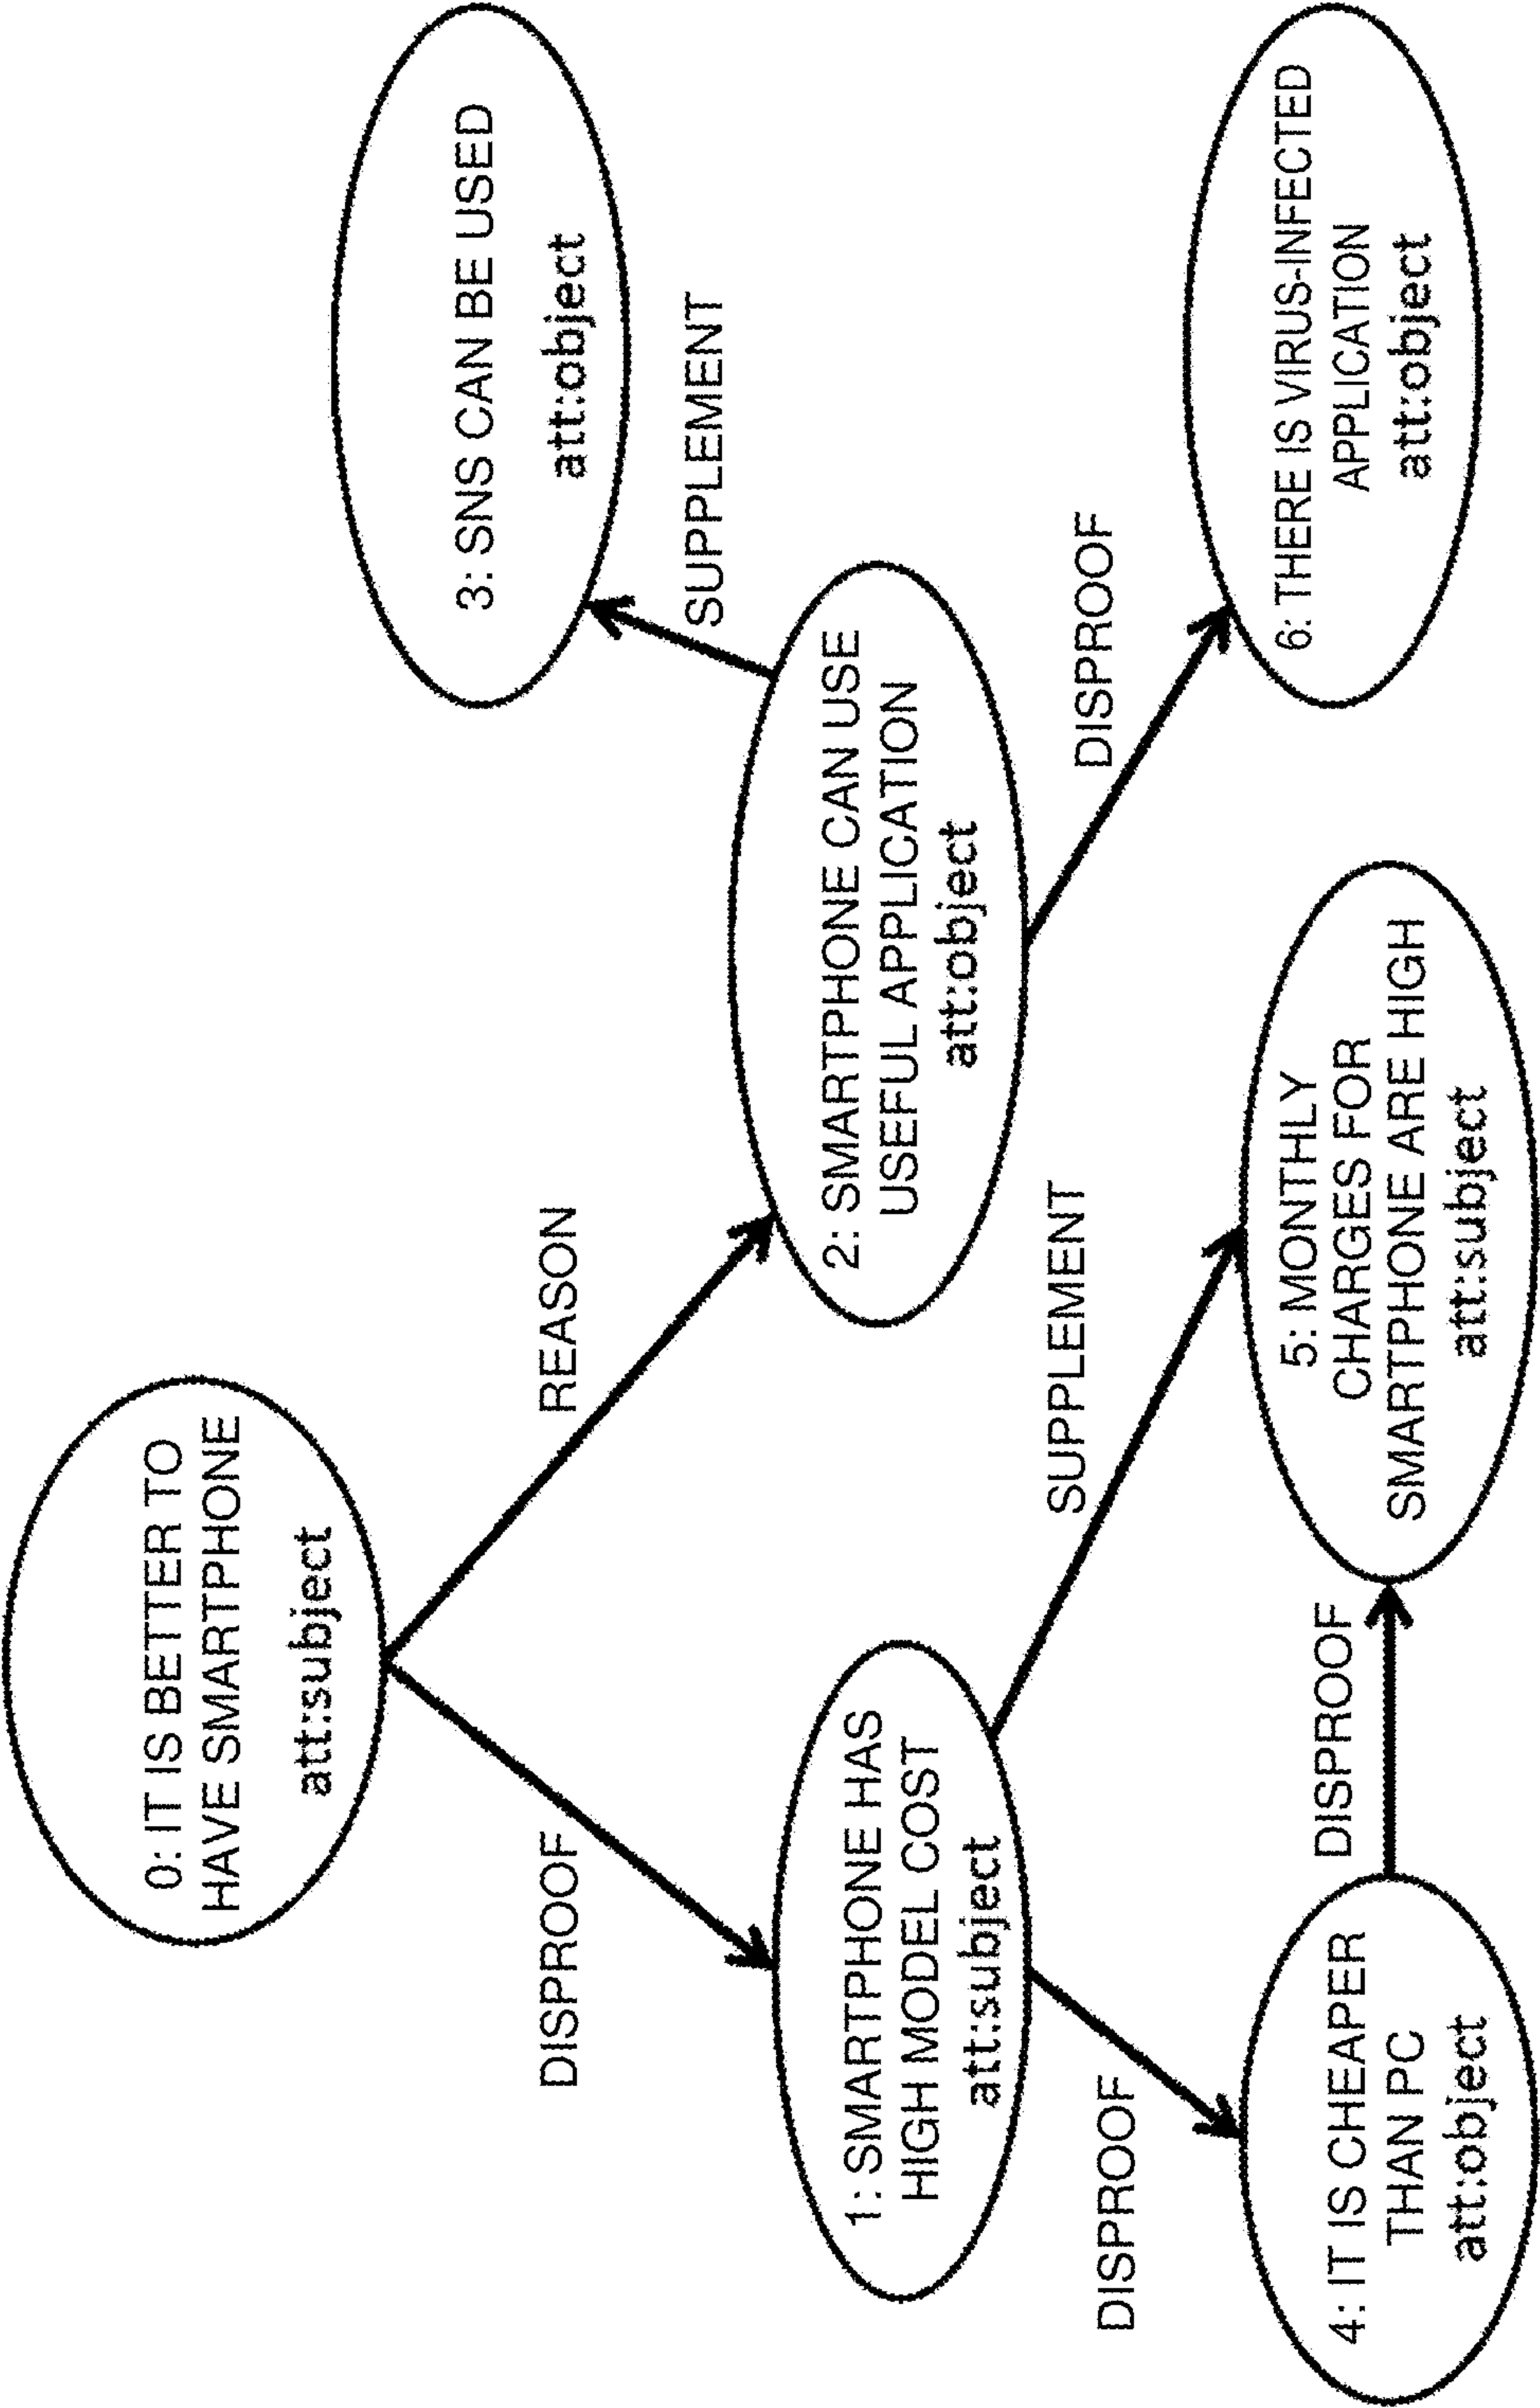 0: IT IS BETTER TO
HAVE SMARTPHONE
att:subject
DISPROOF
REASON
1: SMARTPHONE HAS
HIGH MODEL COST
att:subject
2: SMARTPHONE CAN USE
USEFUL APPLICATION
att:object
SUPPLEMENT
3: SNS CAN BE USED
att:object
DISPROOF
SUPPLEMENT
DISPROOF
4: IT IS CHEAPER
THAN PC
att:object
DISPROOF
5: MONTHLY
CHARGES FOR
SMARTPHONE ARE HIGH
att:subject
6: THERE IS VIRUS-INFECTED
APPLICATION
att:object